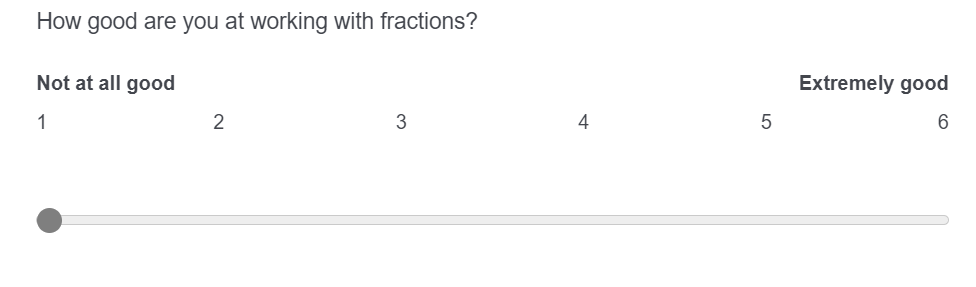 How good are you at working with fractions?
Not at all good Extremely good
1 2 3 4 5 6